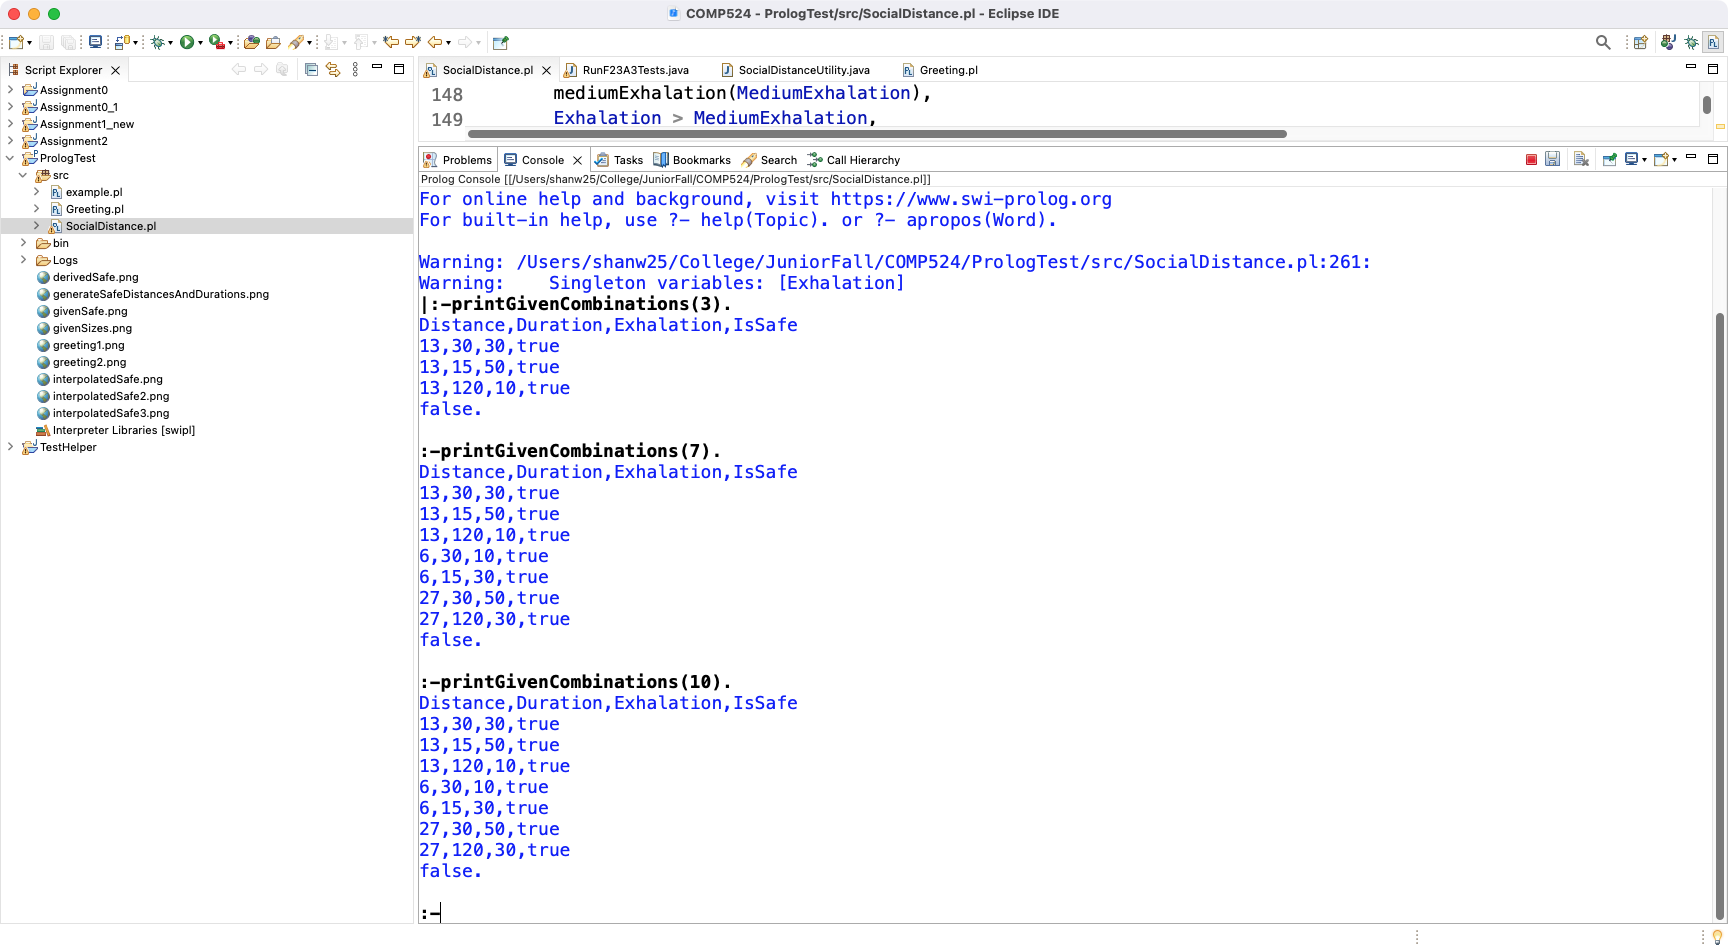 COMP524 - PrologTest/src/SocialDistance.pl - Eclipse IDE
Script Explorer
Assignment0
Assignment0_1
Assignment1_new
Assignment2
PrologTest
src
example.pl
Greeting.pl
SocialDistance.pl
bin
Logs
derivedSafe.png
generateSafeDistancesAndDurations.png
givenSafe.png
givenSizes.png
greeting1.png
greeting2.png
interpolatedSafe.png
interpolatedSafe2.png
interpolatedSafe3.png
Interpreter Libraries [swipl]
TestHelper
SocialDistance.pl RunF23A3Tests.java SocialDistanceUtility.java Greeting.pl
148 mediumExhalation(MediumExhalation),
149 Exhalation > MediumExhalation,
Problems Console Tasks Bookmarks Search Call Hierarchy
Prolog Console [[/Users/shanw25/College/JuniorFall/COMP524/PrologTest/src/SocialDistance.pl]]
For online help and background, visit https://www.swi-prolog.org
For built-in help, use ?- help(Topic). or ?- apropos(Word).
Warning: /Users/shanw25/College/JuniorFall/COMP524/PrologTest/src/SocialDistance.pl:261:
Warning:    Singleton variables: [Exhalation]
|:-printGivenCombinations(3).
Distance,Duration,Exhalation,IsSafe
13,30,30,true
13,15,50,true
13,120,10,true
false.
:-printGivenCombinations(7).
Distance,Duration,Exhalation,IsSafe
13,30,30,true
13,15,50,true
13,120,10,true
6,30,10,true
6,15,30,true
27,30,50,true
27,120,30,true
false.
:-printGivenCombinations(10).
Distance,Duration,Exhalation,IsSafe
13,30,30,true
13,15,50,true
13,120,10,true
6,30,10,true
6,15,30,true
27,30,50,true
27,120,30,true
false.
:-